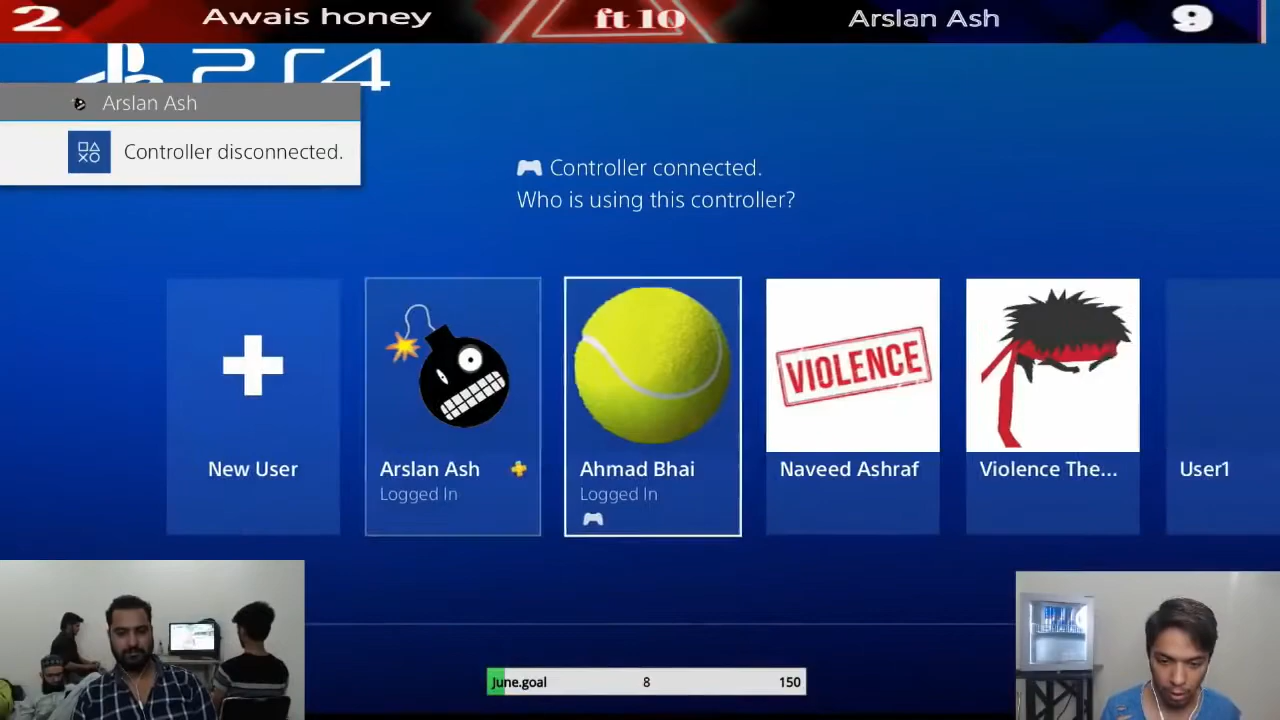 2 Awais honey ft 10 Arslan Ash 9
PS4
Arslan Ash
Controller disconnected.
Controller connected.
Who is using this controller?
VIOLENCE
New User
Arslan Ash
Logged In
Ahmad Bhai
Logged In
Naveed Ashraf
Violence The...
User1
June.goal 8 150